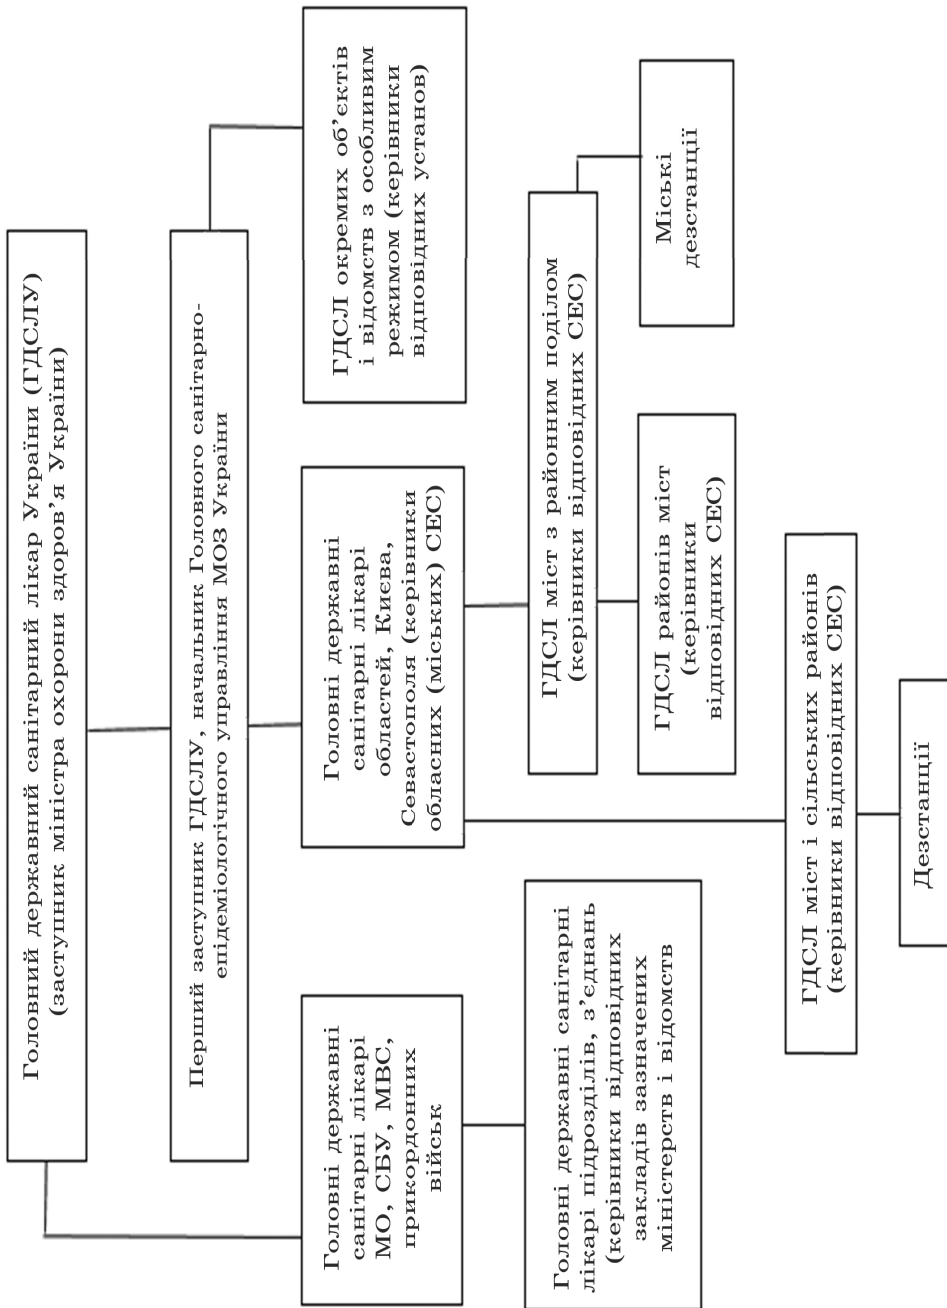 Головний державний санітарний лікар України (ГДСЛУ)
(заступник міністра охорони здоров'я України)
Перший заступник ГДСЛУ, начальник Головного санітарно-
епідеміологічного управління МОЗ України
Головні державні
санітарні лікарі
МО, СБУ, МВС,
прикордонних
військ
Головні державні
санітарні лікарі
областей, Києва,
Севастополя (керівники
обласних (міських) СЕС)
ГДСЛ окремих об'єктів
і відомств з особливим
режимом (керівники
відповідних установ)
Головні державні санітарні
лікарі підрозділів, з'єднань
(керівники відповідних
закладів зазначених
міністерств і відомств
ГДСЛ міст з районним поділом
(керівники відповідних СЕС)
ГДСЛ районів міст
(керівники
відповідних СЕС)
Міські
дезстанції
ГДСЛ міст і сільських районів
(керівники відповідних СЕС)
Дезстанції